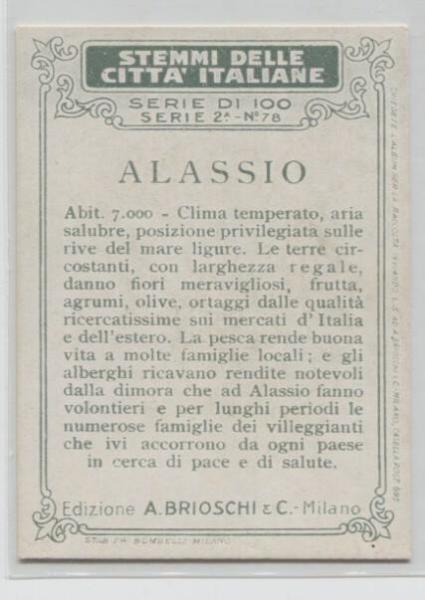 STEMMI DELLE
CITTA' ITALIANE
SERIE DI 100
SERIE 2ª - Nº 78
ALASSIO
Abit. 7.000 - Clima temperato, aria
salubre, posizione privilegiata sulle
rive del mare ligure. Le terre cir-
costanti, con larghezza regale,
danno fiori meravigliosi, frutta,
agrumi, olive, ortaggi dalle qualità
ricercatissime sui mercati d'Italia
e dell'estero. La pesca rende buona
vita a molte famiglie locali; e gli
alberghi ricavano rendite notevoli
dalla dimora che ad Alassio fanno
volontieri e per lunghi periodi le
numerose famiglie dei villeggianti
che ivi accorrono da ogni paese
in cerca di pace e di salute.
Edizione A. BRIOSCHI & C. - Milano
MILANO